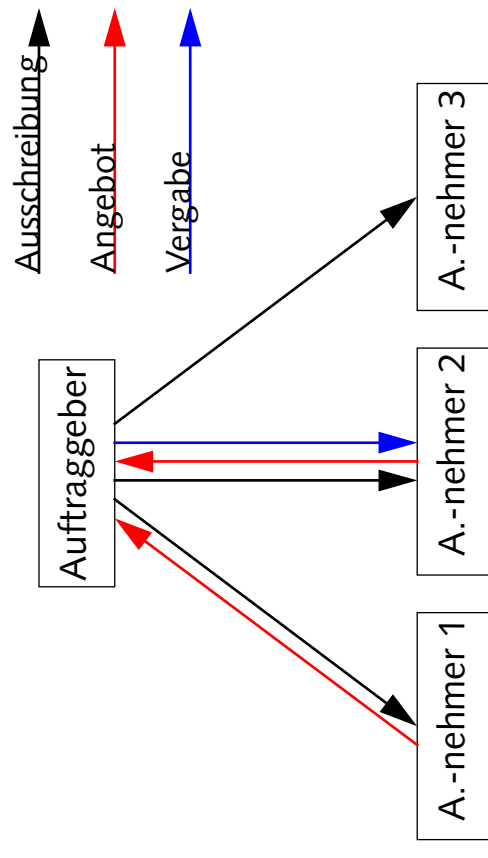 Ausschreibung
Angebot
Vergabe
Auftraggeber
A.-nehmer 1
A.-nehmer 2
A.-nehmer 3